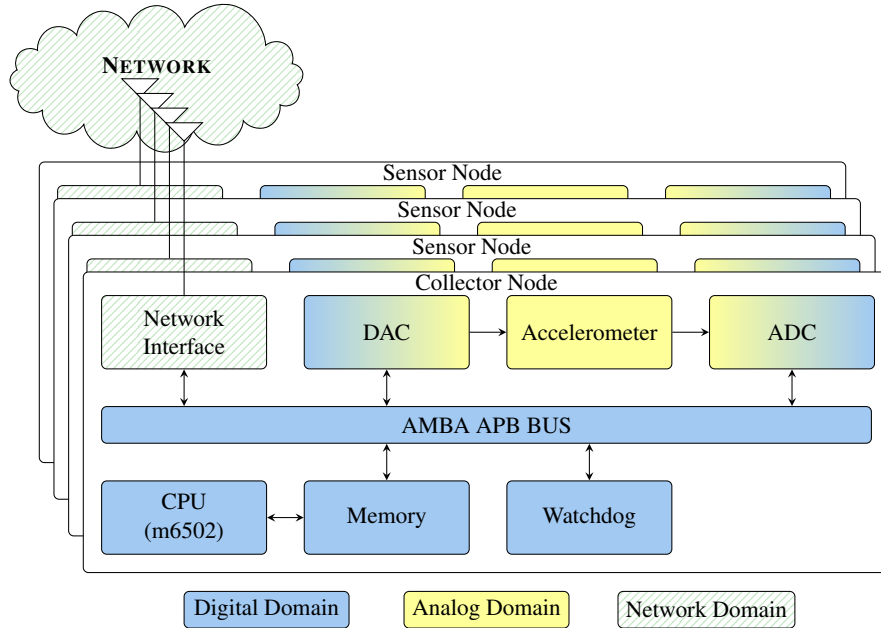 NETWORK
Sensor Node
Sensor Node
Sensor Node
Collector Node
Network
Interface
DAC
Accelerometer
ADC
AMBA APB BUS
CPU
(m6502)
Memory
Watchdog
Digital Domain
Analog Domain
Network Domain